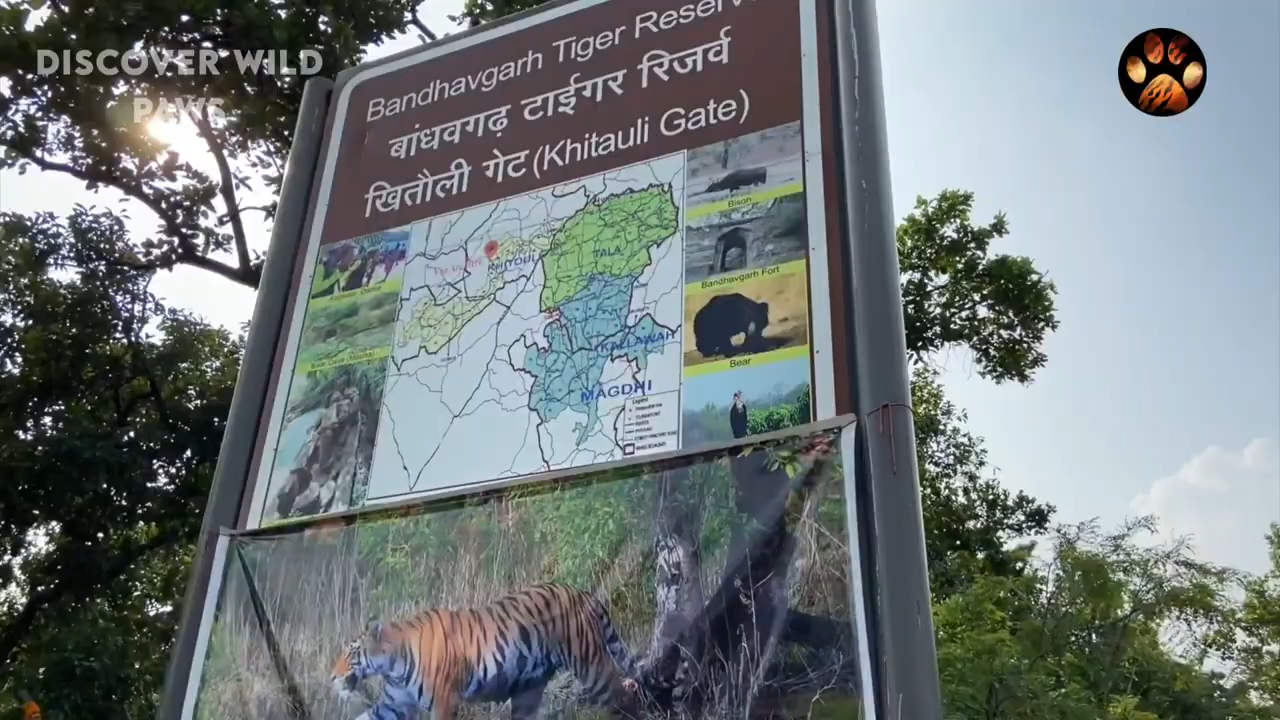 DISCOVER WILD
PAWS
Bandhavgarh Tiger Reserve
बांधवगढ़ टाईगर रिजर्व
खितौली गेट (Khitauli Gate)
TALA
KHITOULI
KALLAWAH
MAGDHI
Legend
Bison
Bandhavgarh Fort
Bear